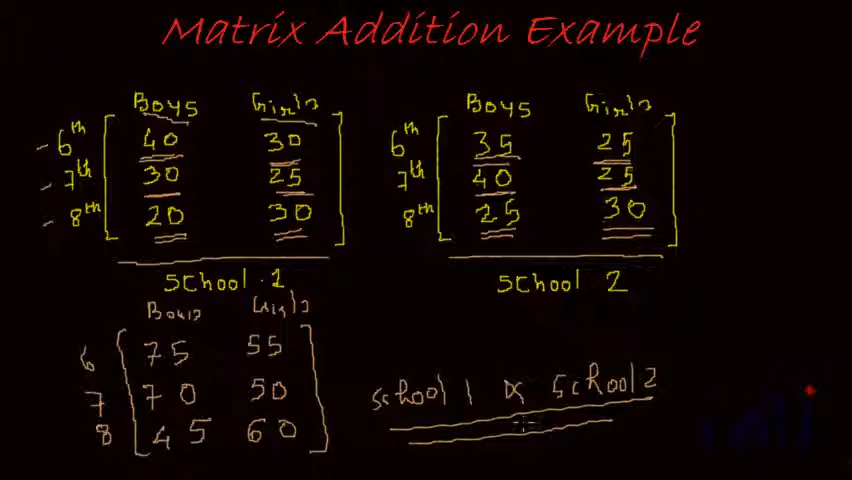 Matrix Addition Example
Boys Girls
6th 40 30
7th 30 25
8th 20 30
School 1
Boys Girls
6th 35 25
7th 40 25
8th 25 30
School 2
Boys Girls
6 75 55
7 70 50
8 45 60
School 1 & School 2